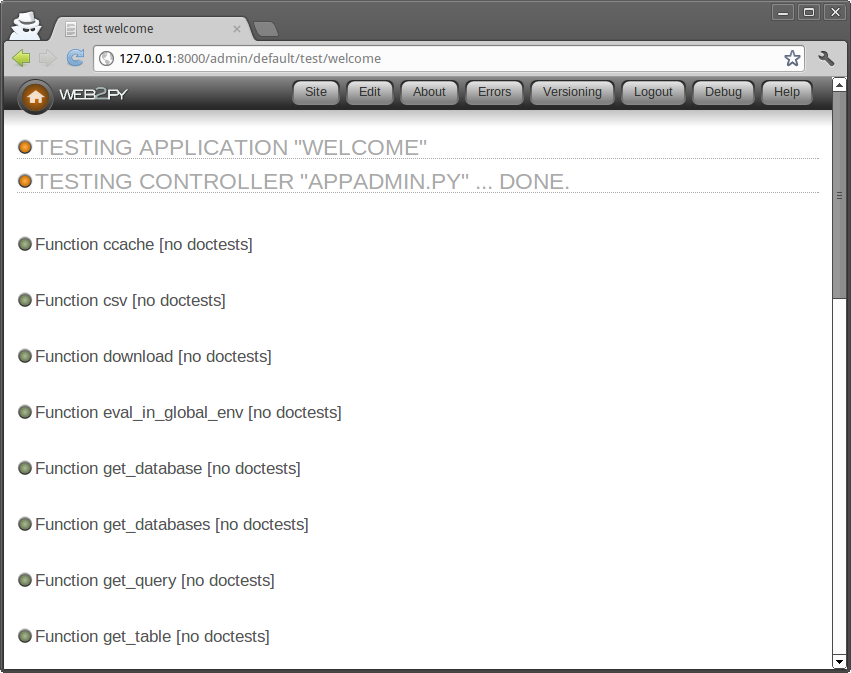 test welcome
127.0.0.1:8000/admin/default/test/welcome
WEB2PY Site Edit About Errors Versioning Logout Debug Help
TESTING APPLICATION "WELCOME"
TESTING CONTROLLER "APPADMIN.PY" ... DONE.
Function ccache [no doctests]
Function csv [no doctests]
Function download [no doctests]
Function eval_in_global_env [no doctests]
Function get_database [no doctests]
Function get_databases [no doctests]
Function get_query [no doctests]
Function get_table [no doctests]